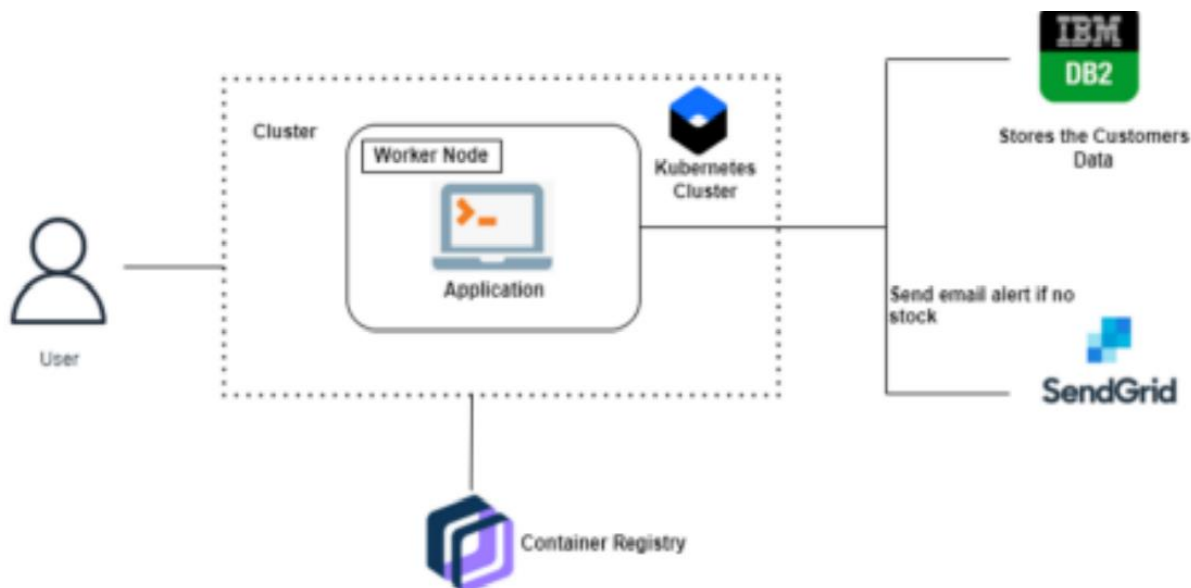 IBM
DB2
Stores the Customers
Data
Cluster
Worker Node
Kubernetes
Cluster
Application
User
Send email alert if no
stock
SendGrid
Container Registry